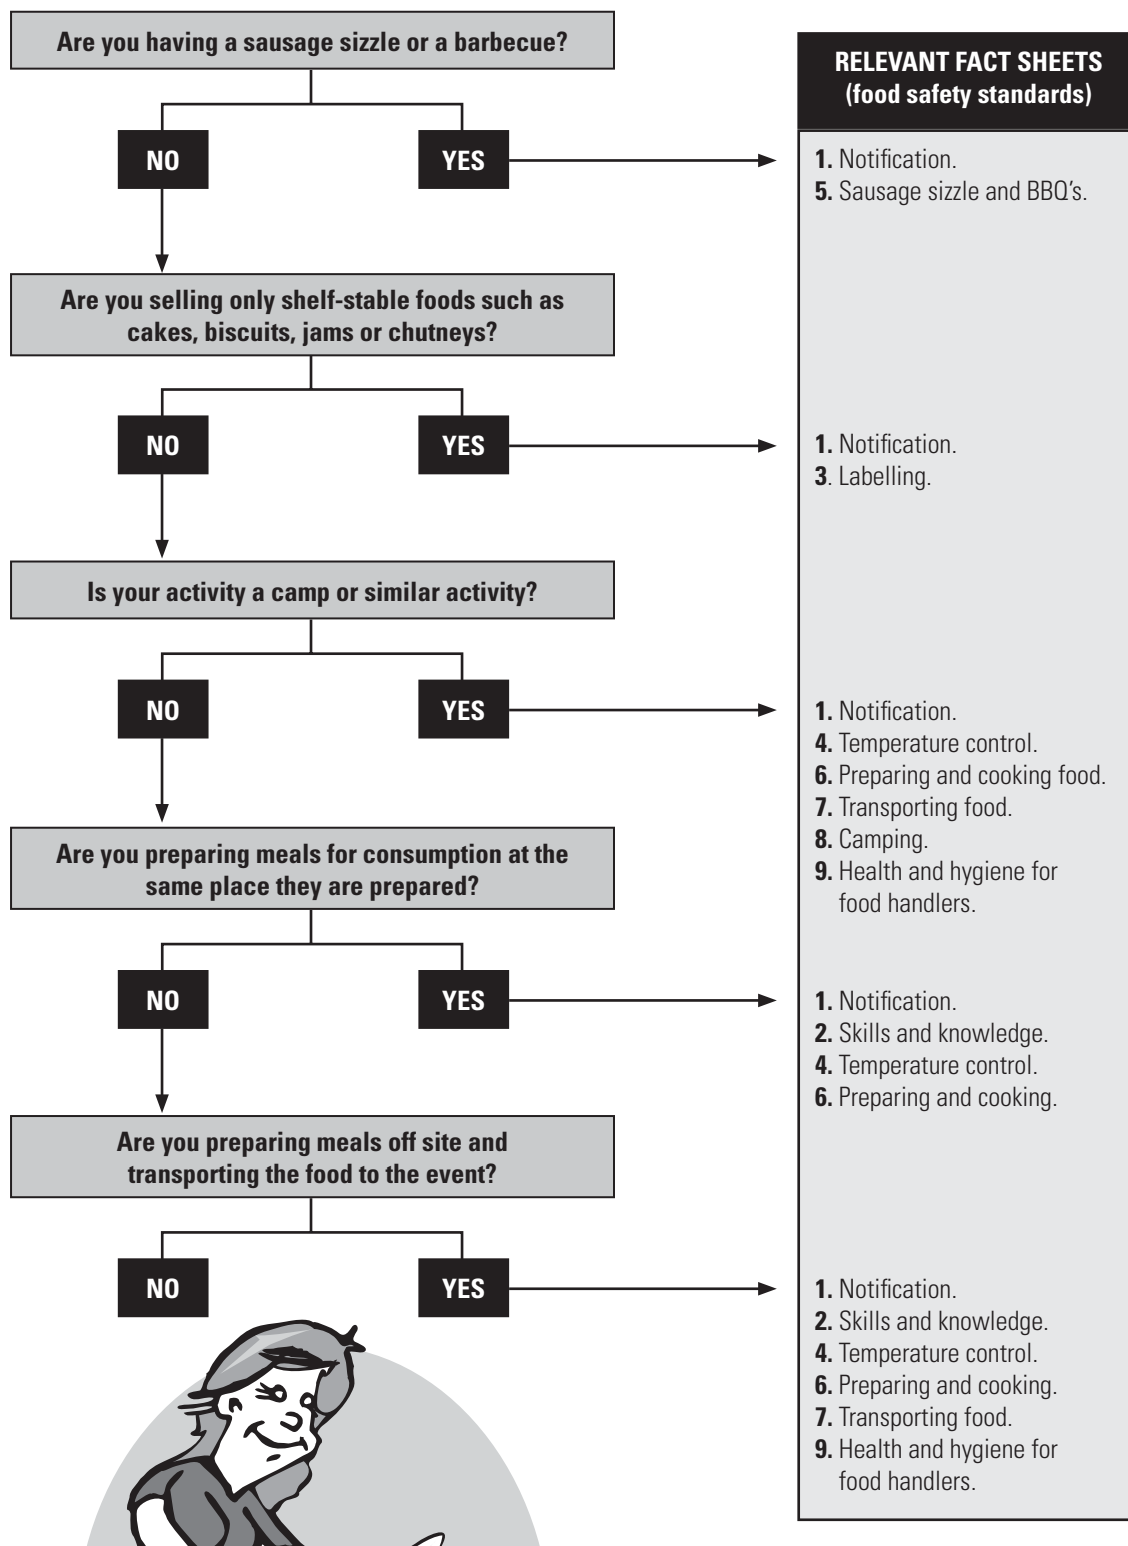 Are you having a sausage sizzle or a barbecue?
NO
YES
Are you selling only shelf-stable foods such as
cakes, biscuits, jams or chutneys?
NO
YES
Is your activity a camp or similar activity?
NO
YES
Are you preparing meals for consumption at the
same place they are prepared?
NO
YES
Are you preparing meals off site and
transporting the food to the event?
NO
YES
RELEVANT FACT SHEETS
(food safety standards)
1. Notification.
5. Sausage sizzle and BBQ's.
1. Notification.
3. Labelling.
1. Notification.
4. Temperature control.
6. Preparing and cooking food.
7. Transporting food.
8. Camping.
9. Health and hygiene for
food handlers.
1. Notification.
2. Skills and knowledge.
4. Temperature control.
6. Preparing and cooking.
1. Notification.
2. Skills and knowledge.
4. Temperature control.
6. Preparing and cooking.
7. Transporting food.
9. Health and hygiene for
food handlers.